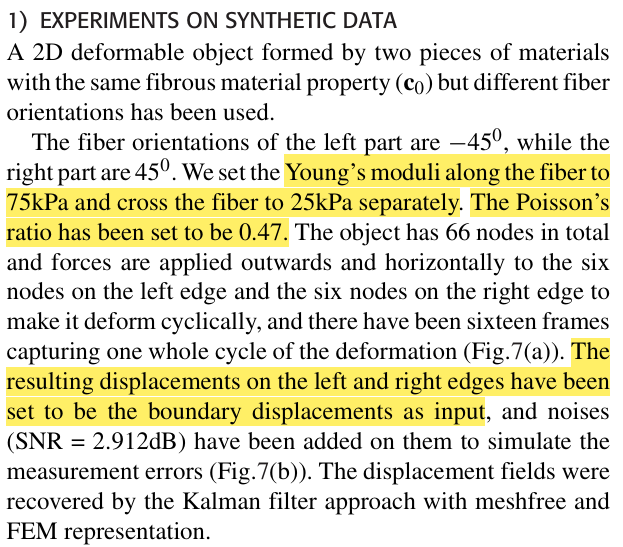 1) EXPERIMENTS ON SYNTHETIC DATA
A 2D deformable object formed by two pieces of materials
with the same fibrous material property (c₀) but different fiber
orientations has been used.
The fiber orientations of the left part are −45⁰, while the
right part are 45⁰. We set the Young's moduli along the fiber to
75kPa and cross the fiber to 25kPa separately. The Poisson's
ratio has been set to be 0.47. The object has 66 nodes in total
and forces are applied outwards and horizontally to the six
nodes on the left edge and the six nodes on the right edge to
make it deform cyclically, and there have been sixteen frames
capturing one whole cycle of the deformation (Fig.7(a)). The
resulting displacements on the left and right edges have been
set to be the boundary displacements as input, and noises
(SNR = 2.912dB) have been added on them to simulate the
measurement errors (Fig.7(b)). The displacement fields were
recovered by the Kalman filter approach with meshfree and
FEM representation.